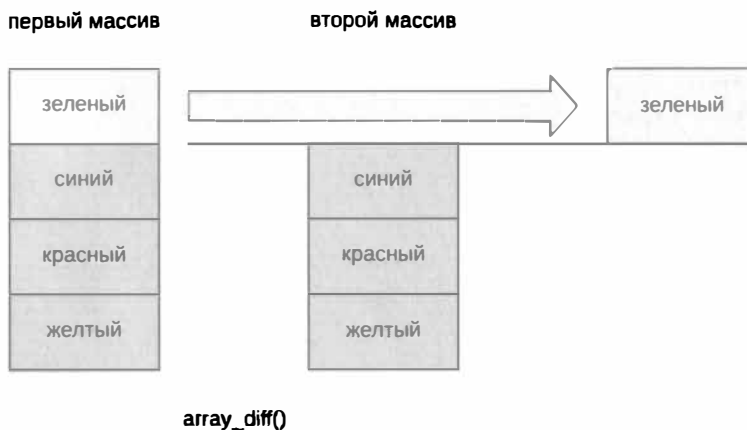 первый массив второй массив
зеленый зеленый
синий синий
красный красный
желтый желтый
array_diff()